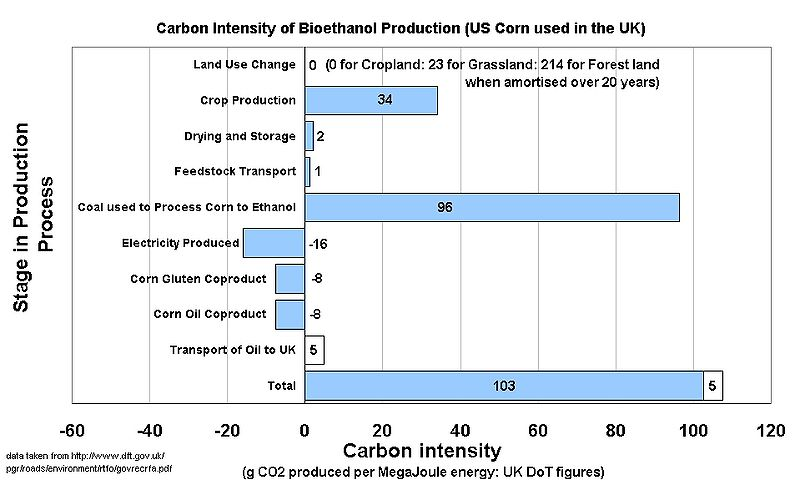 Carbon Intensity of Bioethanol Production (US Corn used in the UK)
Land Use Change 0 (0 for Cropland: 23 for Grassland: 214 for Forest land
when amortised over 20 years)
Crop Production 34
Drying and Storage 2
Feedstock Transport 1
Coal used to Process Corn to Ethanol 96
Electricity Produced -16
Corn Gluten Coproduct -8
Corn Oil Coproduct -8
Transport of Oil to UK 5
Total 103 5
Stage in Production
Process
-60 -40 -20 0 20 40 60 80 100 120
Carbon intensity
(g CO2 produced per MegaJoule energy: UK DoT figures)
data taken from http://www.dft.gov.uk/
pgr/roads/environment/rtfo/govrecrfa.pdf